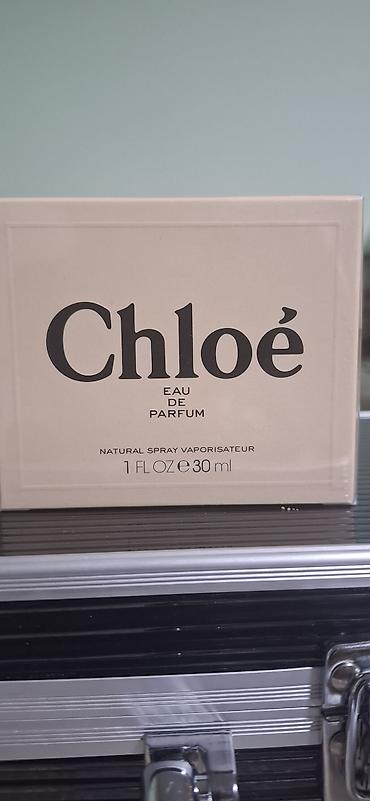 Chloé
EAU
DE
PARFUM
NATURAL SPRAY VAPORISATEUR
1 FL OZ ℮ 30 ml